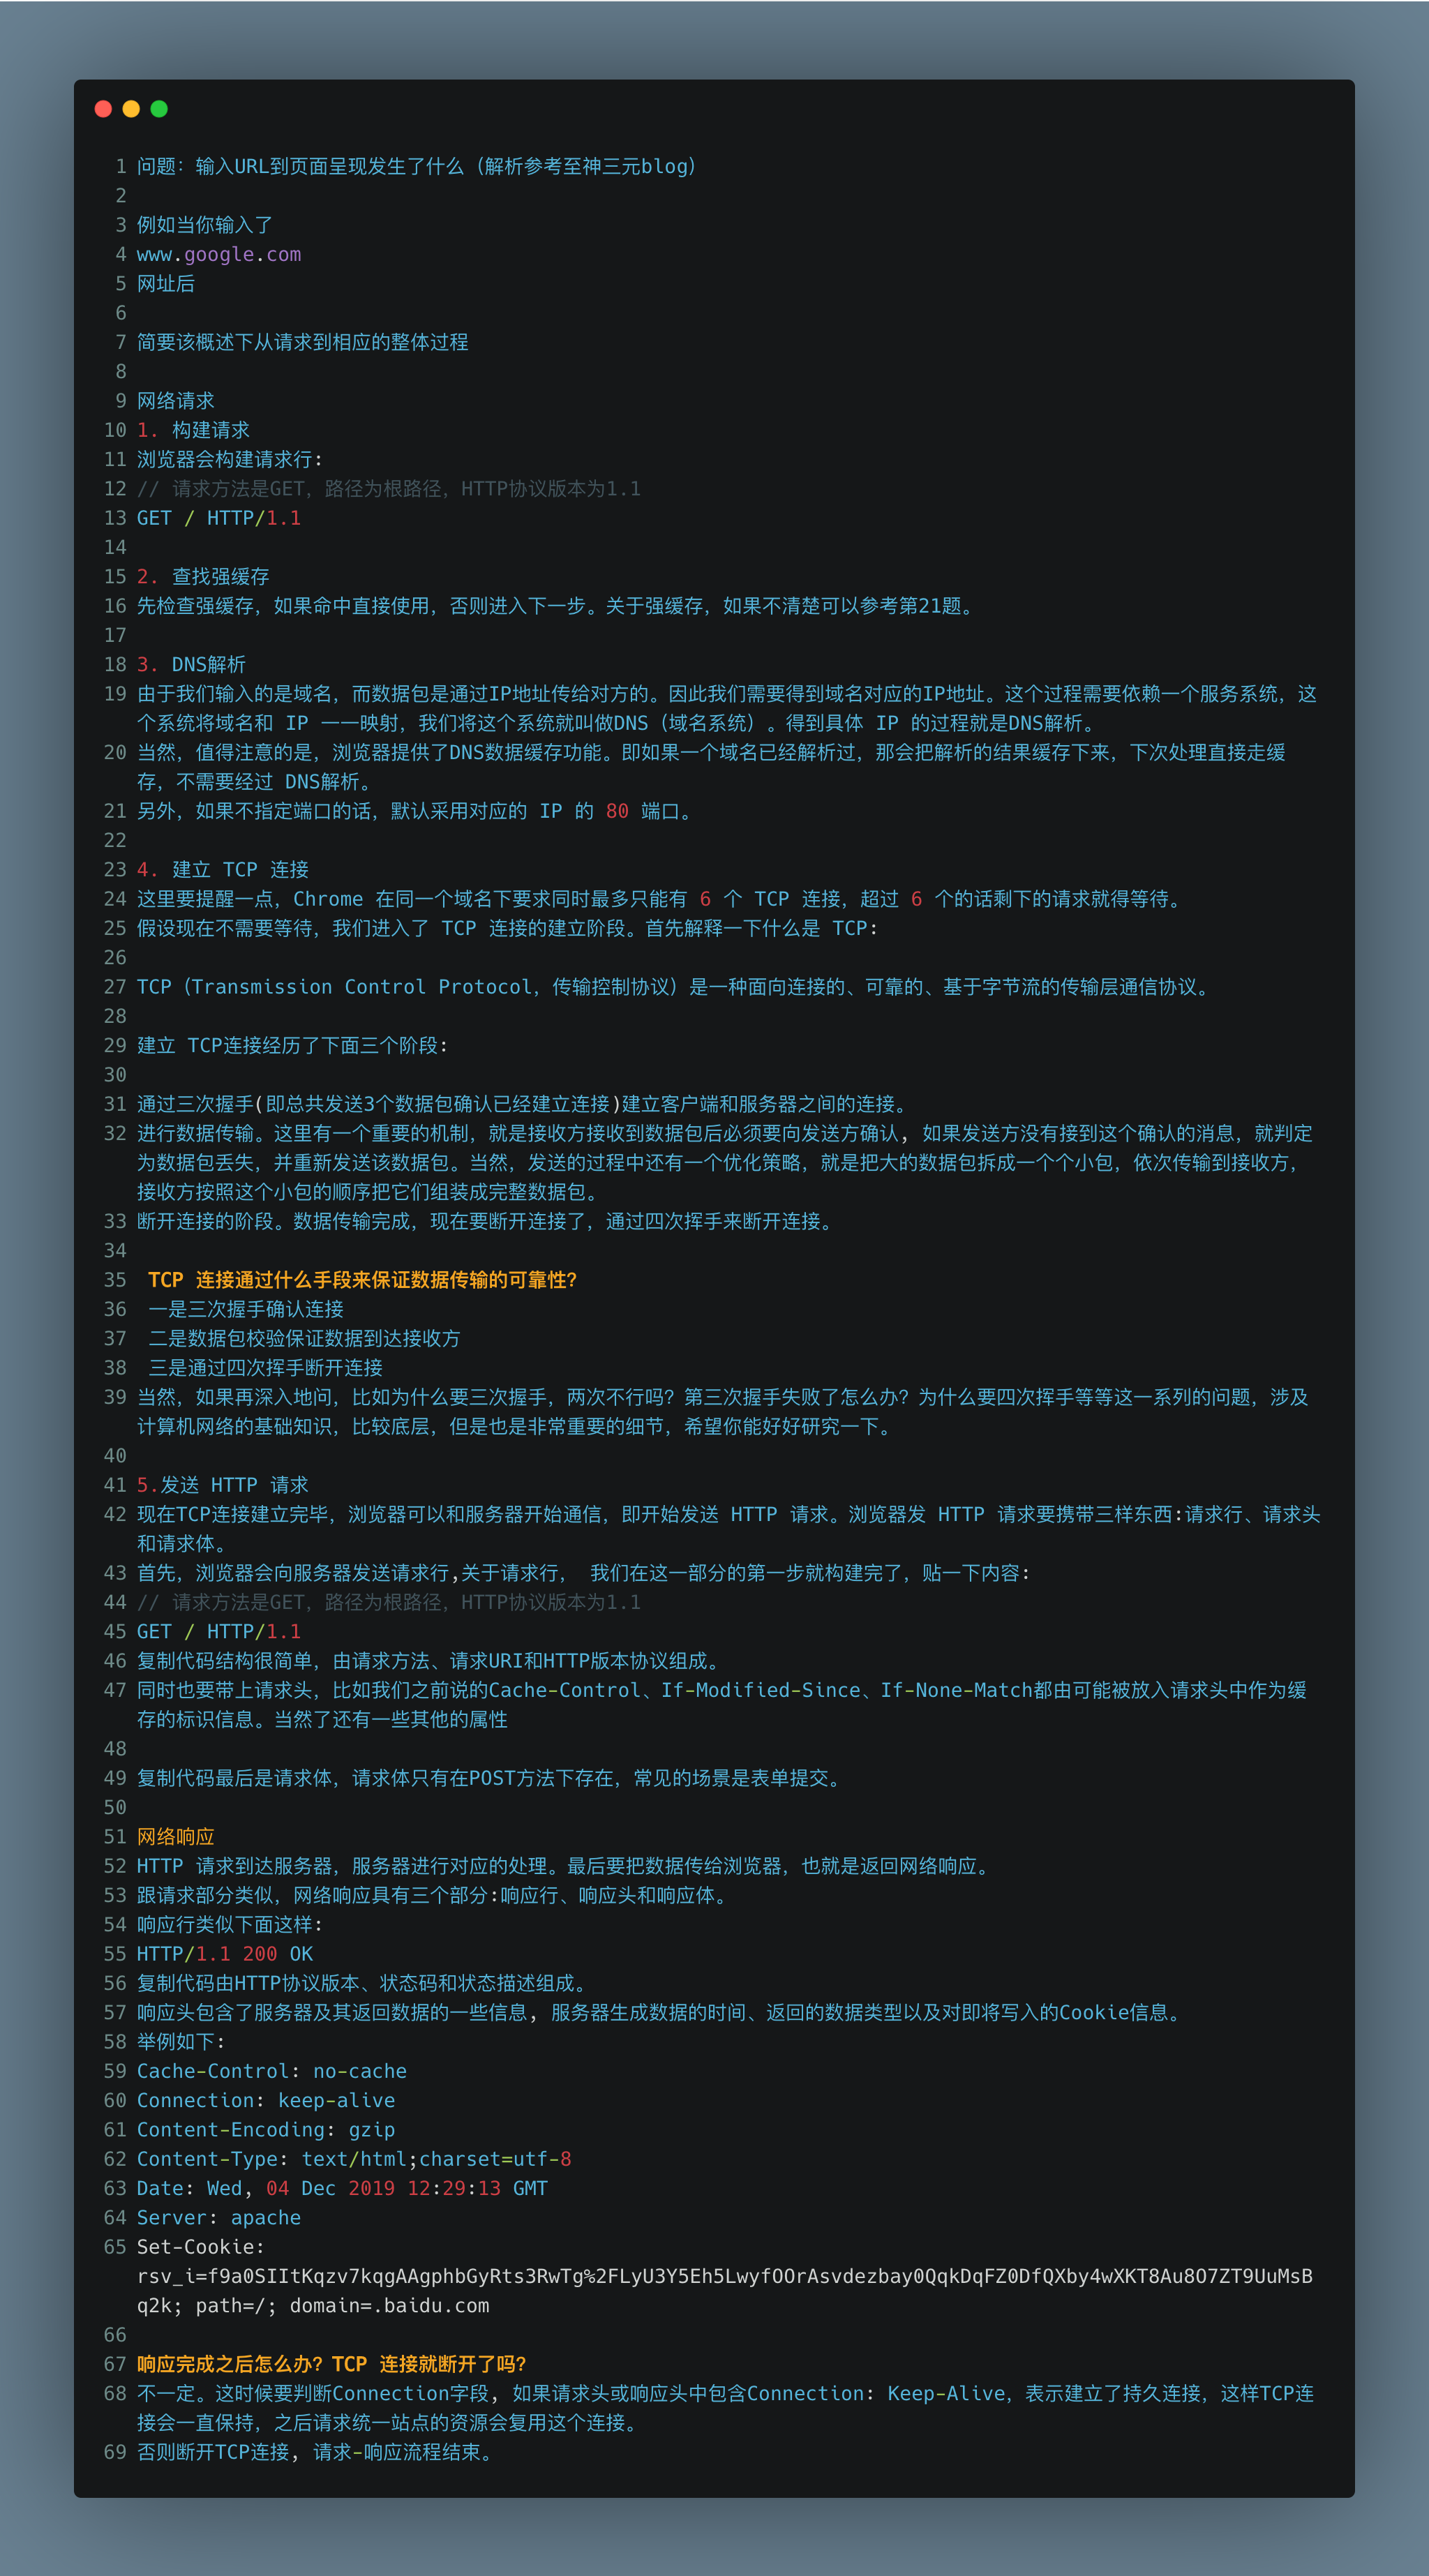 1 问题：输入URL到页面呈现发生了什么（解析参考至神三元blog）
2
3 例如当你输入了
4 www.google.com
5 网址后
6
7 简要该概述下从请求到相应的整体过程
8
9 网络请求
10 1. 构建请求
11 浏览器会构建请求行:
12 // 请求方法是GET，路径为根路径，HTTP协议版本为1.1
13 GET / HTTP/1.1
14
15 2. 查找强缓存
16 先检查强缓存，如果命中直接使用，否则进入下一步。关于强缓存，如果不清楚可以参考第21题。
17
18 3. DNS解析
19 由于我们输入的是域名，而数据包是通过IP地址传给对方的。因此我们需要得到域名对应的IP地址。这个过程需要依赖一个服务系统，这
个系统将域名和 IP 一一映射，我们将这个系统就叫做DNS（域名系统）。得到具体 IP 的过程就是DNS解析。
20 当然，值得注意的是，浏览器提供了DNS数据缓存功能。即如果一个域名已经解析过，那会把解析的结果缓存下来，下次处理直接走缓
存，不需要经过 DNS解析。
21 另外，如果不指定端口的话，默认采用对应的 IP 的 80 端口。
22
23 4. 建立 TCP 连接
24 这里要提醒一点，Chrome 在同一个域名下要求同时最多只能有 6 个 TCP 连接，超过 6 个的话剩下的请求就得等待。
25 假设现在不需要等待，我们进入了 TCP 连接的建立阶段。首先解释一下什么是 TCP:
26
27 TCP（Transmission Control Protocol，传输控制协议）是一种面向连接的、可靠的、基于字节流的传输层通信协议。
28
29 建立 TCP连接经历了下面三个阶段:
30
31 通过三次握手(即总共发送3个数据包确认已经建立连接)建立客户端和服务器之间的连接。
32 进行数据传输。这里有一个重要的机制，就是接收方接收到数据包后必须要向发送方确认, 如果发送方没有接到这个确认的消息，就判定
为数据包丢失，并重新发送该数据包。当然，发送的过程中还有一个优化策略，就是把大的数据包拆成一个个小包，依次传输到接收方，
接收方按照这个小包的顺序把它们组装成完整数据包。
33 断开连接的阶段。数据传输完成，现在要断开连接了，通过四次挥手来断开连接。
34
35 TCP 连接通过什么手段来保证数据传输的可靠性？
36 一是三次握手确认连接
37 二是数据包校验保证数据到达接收方
38 三是通过四次挥手断开连接
39 当然，如果再深入地问，比如为什么要三次握手，两次不行吗？第三次握手失败了怎么办？为什么要四次挥手等等这一系列的问题，涉及
计算机网络的基础知识，比较底层，但是也是非常重要的细节，希望你能好好研究一下。
40
41 5.发送 HTTP 请求
42 现在TCP连接建立完毕，浏览器可以和服务器开始通信，即开始发送 HTTP 请求。浏览器发 HTTP 请求要携带三样东西:请求行、请求头
和请求体。
43 首先，浏览器会向服务器发送请求行,关于请求行， 我们在这一部分的第一步就构建完了，贴一下内容:
44 // 请求方法是GET，路径为根路径，HTTP协议版本为1.1
45 GET / HTTP/1.1
46 复制代码结构很简单，由请求方法、请求URI和HTTP版本协议组成。
47 同时也要带上请求头，比如我们之前说的Cache-Control、If-Modified-Since、If-None-Match都由可能被放入请求头中作为缓
存的标识信息。当然了还有一些其他的属性
48
49 复制代码最后是请求体，请求体只有在POST方法下存在，常见的场景是表单提交。
50
51 网络响应
52 HTTP 请求到达服务器，服务器进行对应的处理。最后要把数据传给浏览器，也就是返回网络响应。
53 跟请求部分类似，网络响应具有三个部分:响应行、响应头和响应体。
54 响应行类似下面这样:
55 HTTP/1.1 200 OK
56 复制代码由HTTP协议版本、状态码和状态描述组成。
57 响应头包含了服务器及其返回数据的一些信息, 服务器生成数据的时间、返回的数据类型以及对即将写入的Cookie信息。
58 举例如下:
59 Cache-Control: no-cache
60 Connection: keep-alive
61 Content-Encoding: gzip
62 Content-Type: text/html;charset=utf-8
63 Date: Wed, 04 Dec 2019 12:29:13 GMT
64 Server: apache
65 Set-Cookie:
rsv_i=f9a0SIItKqzv7kqgAAgphbGyRts3RwTg%2FLyU3Y5Eh5LwyfOOrAsvdezbay0QqkDqFZ0DfQXby4wXKT8Au8O7ZT9UuMsB
q2k; path=/; domain=.baidu.com
66
67 响应完成之后怎么办？TCP 连接就断开了吗？
68 不一定。这时候要判断Connection字段, 如果请求头或响应头中包含Connection: Keep-Alive，表示建立了持久连接，这样TCP连
接会一直保持，之后请求统一站点的资源会复用这个连接。
69 否则断开TCP连接, 请求-响应流程结束。